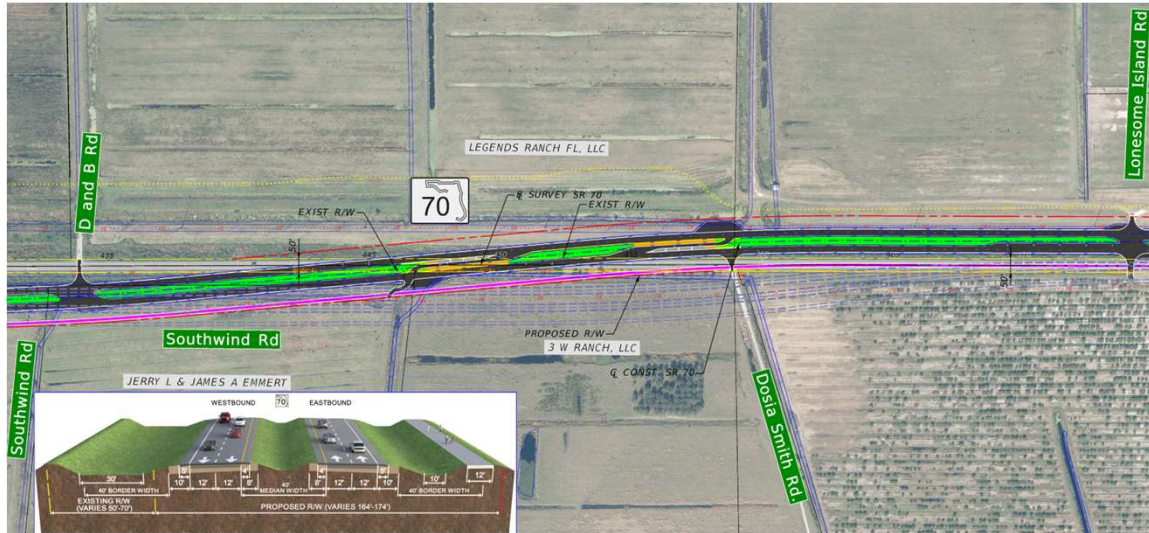 D and B Rd
Lonesome Island Rd
LEGENDS RANCH FL, LLC
70
SURVEY SR 70
EXIST R/W
EXIST R/W
50'
50'
Southwind Rd
Southwind Rd
PROPOSED R/W
3 W RANCH, LLC
CONST. SR 70
Dosia Smith Rd.
JERRY L & JAMES A EMMERT
WESTBOUND
70
EASTBOUND
30'
10'
12'
12'
8'
40'
8'
12'
12'
10'
10'
12'
40' BORDER WIDTH
MEDIAN WIDTH
40' BORDER WIDTH
EXISTING R/W
(VARIES 50'-70')
PROPOSED R/W (VARIES 164'-174')